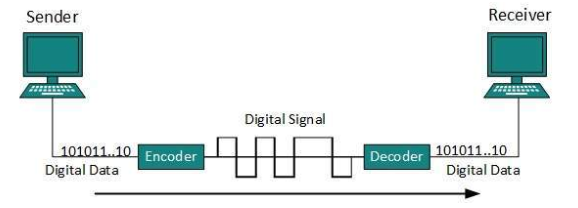 Sender
Receiver
Digital Signal
101011..10
Encoder
Decoder
101011..10
Digital Data
Digital Data